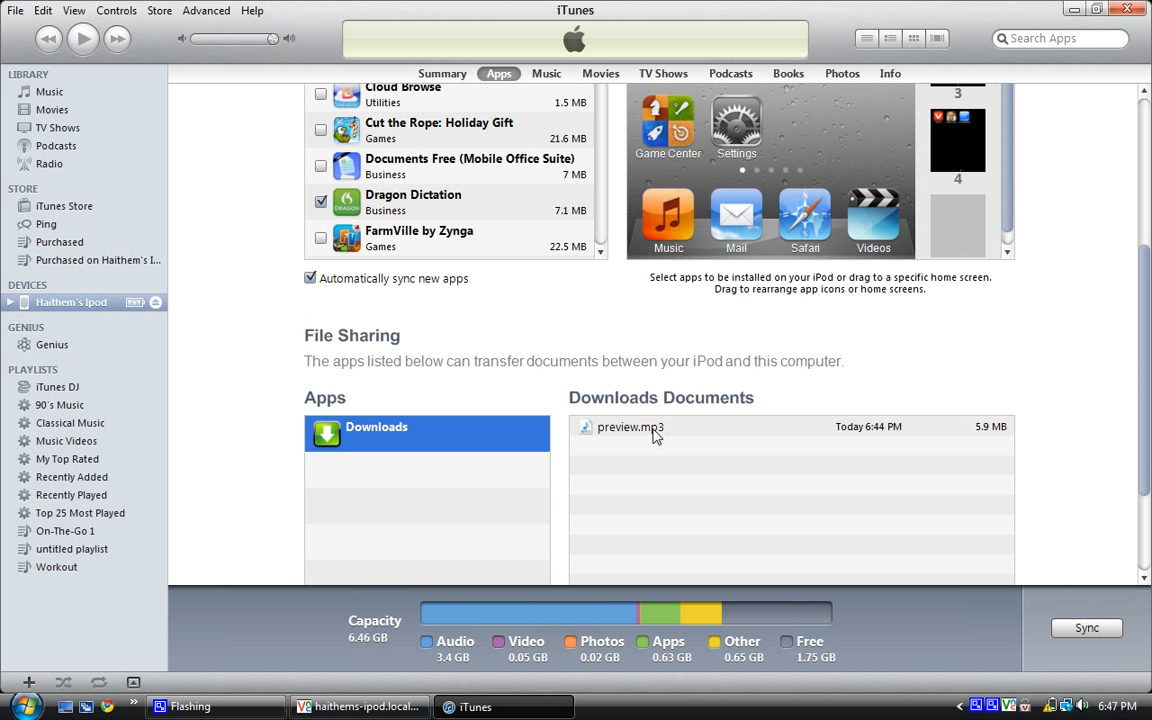 File Edit View Controls Store Advanced Help
iTunes
Search Apps
LIBRARY
Music
Movies
TV Shows
Podcasts
Radio
STORE
iTunes Store
Ping
Purchased
Purchased on Haithem's I...
DEVICES
Haithem's Ipod
GENIUS
Genius
PLAYLISTS
iTunes DJ
90's Music
Classical Music
Music Videos
My Top Rated
Recently Added
Recently Played
Top 25 Most Played
On-The-Go 1
untitled playlist
Workout
Summary Apps Music Movies TV Shows Podcasts Books Photos Info
Cloud Browse
Utilities 1.5 MB
Cut the Rope: Holiday Gift
Games 21.6 MB
Documents Free (Mobile Office Suite)
Business 7 MB
Dragon Dictation
Business 7.1 MB
FarmVille by Zynga
Games 22.5 MB
Automatically sync new apps
Game Center Settings
Music Mail Safari Videos
3
4
Select apps to be installed on your iPod or drag to a specific home screen.
Drag to rearrange app icons or home screens.
File Sharing
The apps listed below can transfer documents between your iPod and this computer.
Apps
Downloads
Downloads Documents
preview.mp3 Today 6:44 PM 5.9 MB
Capacity
6.46 GB
Audio Video Photos Apps Other Free
3.4 GB 0.05 GB 0.02 GB 0.63 GB 0.65 GB 1.75 GB
Sync
Flashing haithems-ipod.local... iTunes 6:47 PM